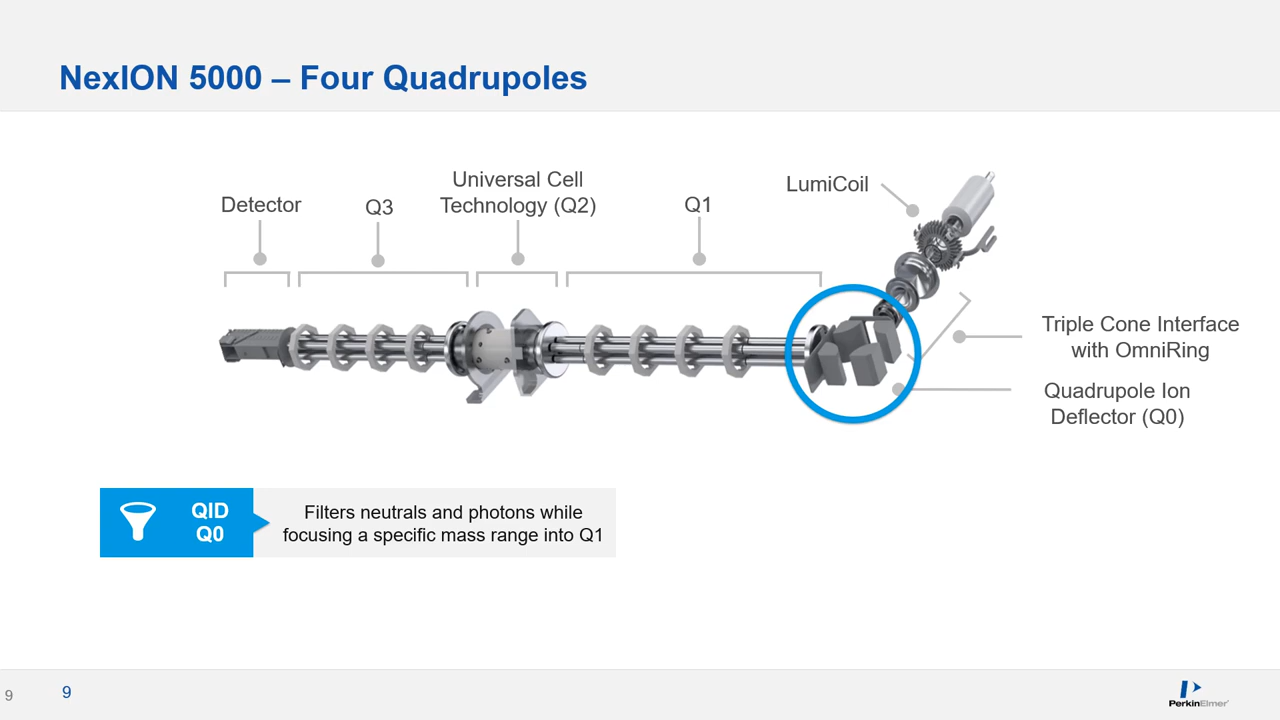 NexION 5000 – Four Quadrupoles
Detector
Q3
Universal Cell
Technology (Q2)
Q1
LumiCoil
Triple Cone Interface
with OmniRing
Quadrupole Ion
Deflector (Q0)
QID
Q0
Filters neutrals and photons while
focusing a specific mass range into Q1
9
9
PerkinElmer